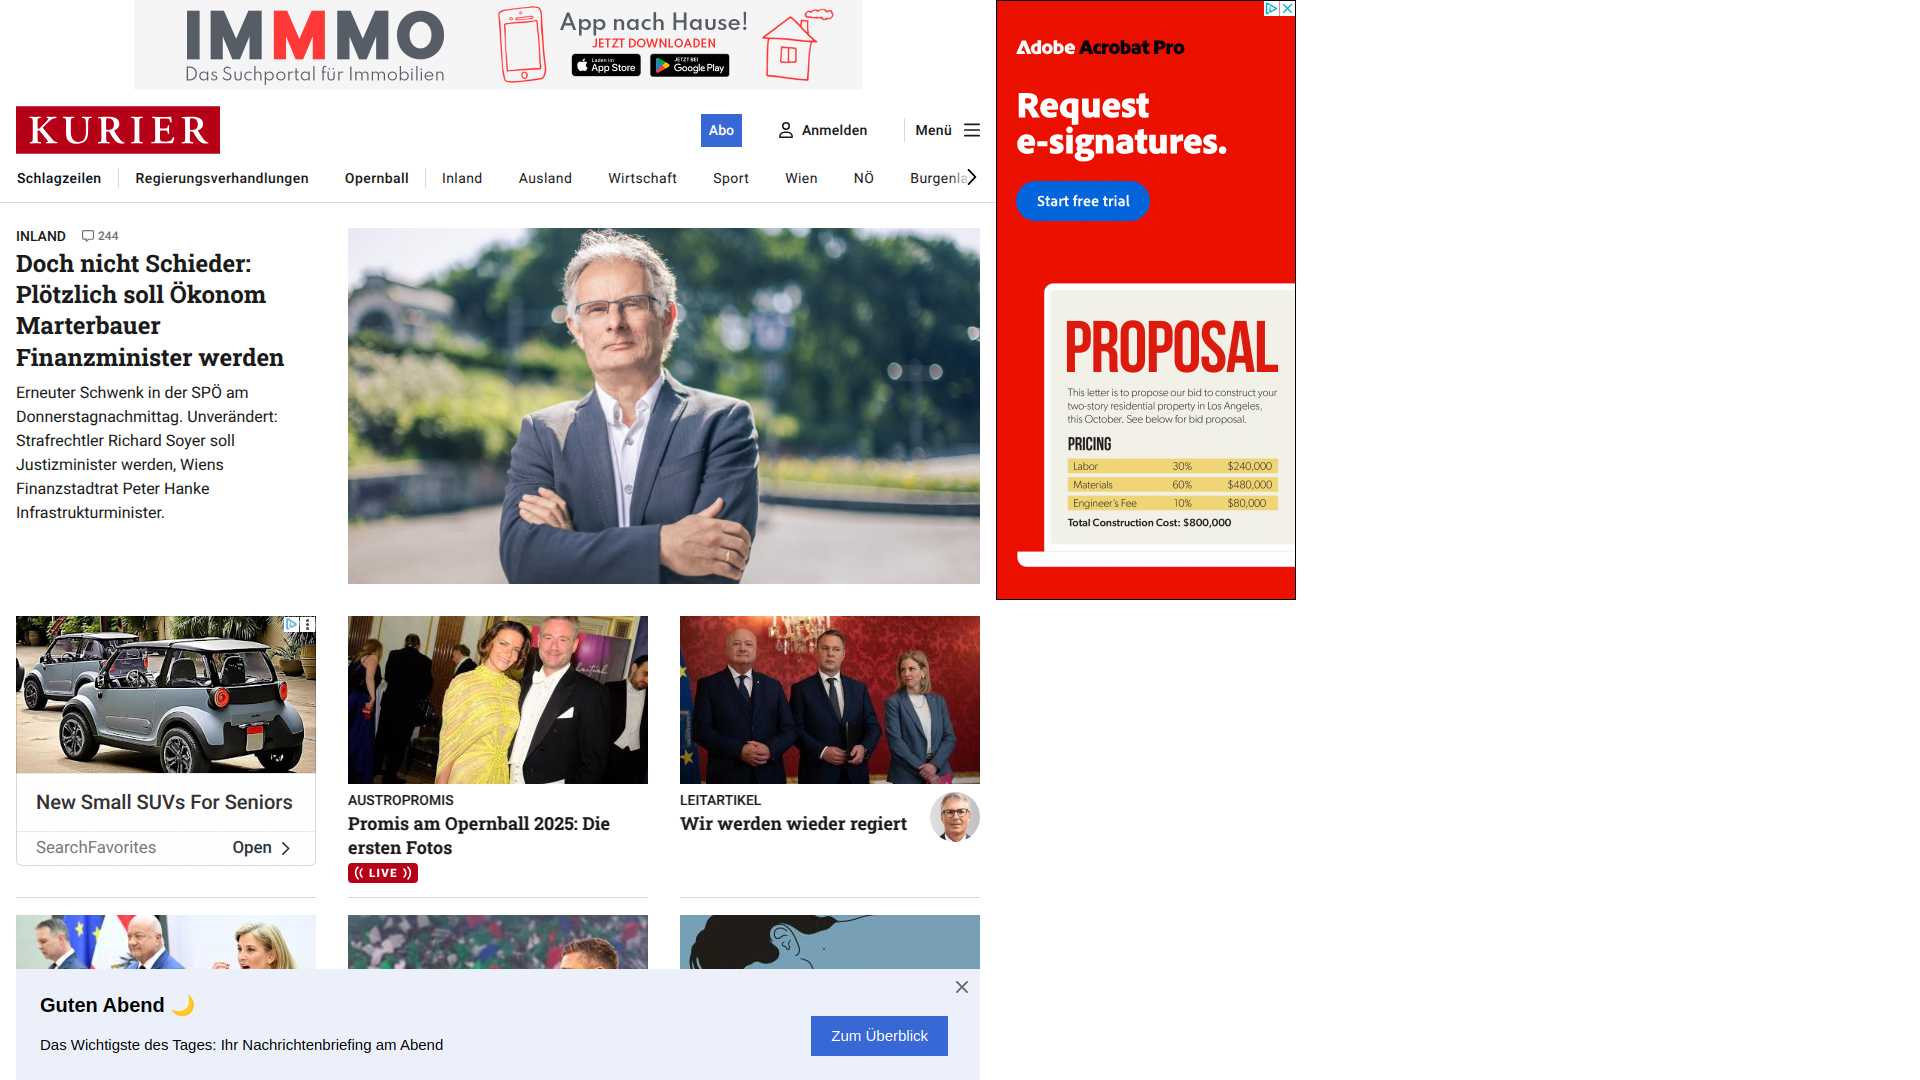 IMMMO
Das Suchportal für Immobilien
App nach Hause!
JETZT DOWNLOADEN
Laden im
App Store
JETZT BEI
Google Play
KURIER
Abo
Anmelden
Menü
Schlagzeilen
Regierungsverhandlungen
Opernball
Inland
Ausland
Wirtschaft
Sport
Wien
NÖ
Burgenla
INLAND
244
Doch nicht Schieder:
Plötzlich soll Ökonom
Marterbauer
Finanzminister werden
Erneuter Schwenk in der SPÖ am
Donnerstagnachmittag. Unverändert:
Strafrechtler Richard Soyer soll
Justizminister werden, Wiens
Finanzstadtrat Peter Hanke
Infrastrukturminister.
New Small SUVs For Seniors
SearchFavorites
Open
AUSTROPROMIS
Promis am Opernball 2025: Die
ersten Fotos
LIVE
LEITARTIKEL
Wir werden wieder regiert
Guten Abend 🌙
Das Wichtigste des Tages: Ihr Nachrichtenbriefing am Abend
Zum Überblick
Adobe Acrobat Pro
Request
e-signatures.
Start free trial
PROPOSAL
This letter is to propose our bid to construct your
two-story residential property in Los Angeles,
this October. See below for bid proposal.
PRICING
Labor 30% $240,000
Materials 60% $480,000
Engineer's Fee 10% $80,000
Total Construction Cost: $800,000